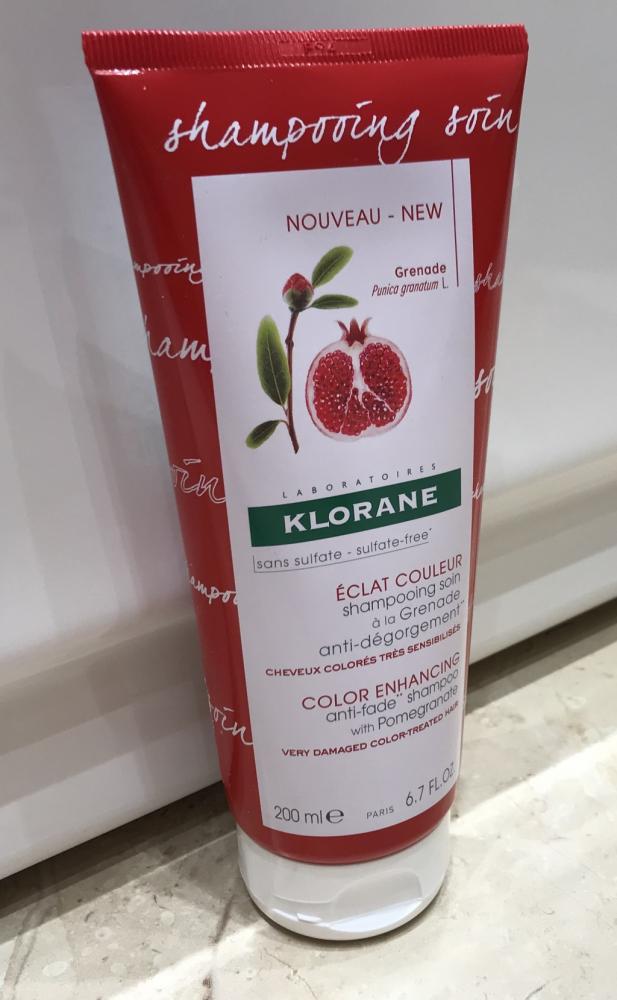 shampooing soin
NOUVEAU - NEW
Grenade
Punica granatum L.
LABORATOIRES
KLORANE
sans sulfate - sulfate-free*
ÉCLAT COULEUR
shampooing soin
à la Grenade
anti-dégorgement**
CHEVEUX COLORÉS TRÈS SENSIBILISÉS
COLOR ENHANCING
anti-fade** shampoo
with Pomegranate
VERY DAMAGED COLOR-TREATED HAIR
200 ml e PARIS 6.7 FL.OZ.